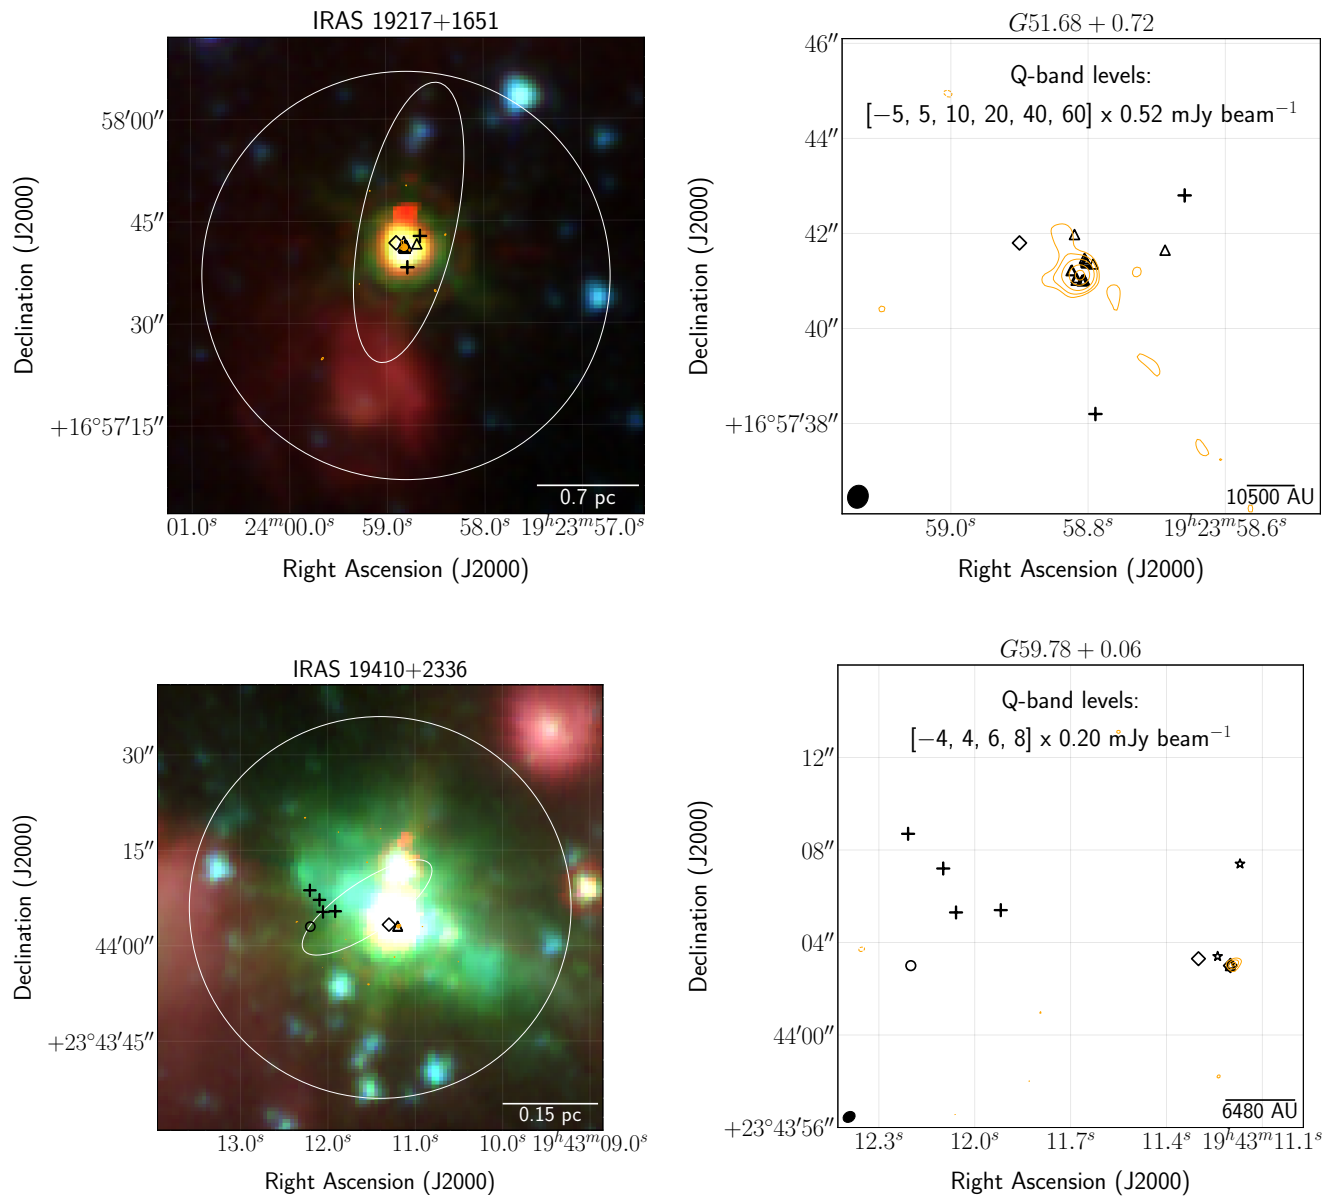 IRAS 19217+1651
58′00″
45″
30″
+16°57′15″
Declination (J2000)
0.7 pc
01.0ˢ 24ᵐ00.0ˢ 59.0ˢ 58.0ˢ 19ʰ23ᵐ57.0ˢ
Right Ascension (J2000)
G51.68 + 0.72
Q-band levels:
[−5, 5, 10, 20, 40, 60] x 0.52 mJy beam⁻¹
46″
44″
42″
40″
+16°57′38″
Declination (J2000)
10500 AU
59.0ˢ 58.8ˢ 19ʰ23ᵐ58.6ˢ
Right Ascension (J2000)
IRAS 19410+2336
30″
15″
44′00″
+23°43′45″
Declination (J2000)
0.15 pc
13.0ˢ 12.0ˢ 11.0ˢ 10.0ˢ 19ʰ43ᵐ09.0ˢ
Right Ascension (J2000)
G59.78 + 0.06
Q-band levels:
[−4, 4, 6, 8] x 0.20 mJy beam⁻¹
12″
08″
04″
44′00″
+23°43′56″
Declination (J2000)
6480 AU
12.3ˢ 12.0ˢ 11.7ˢ 11.4ˢ 19ʰ43ᵐ11.1ˢ
Right Ascension (J2000)